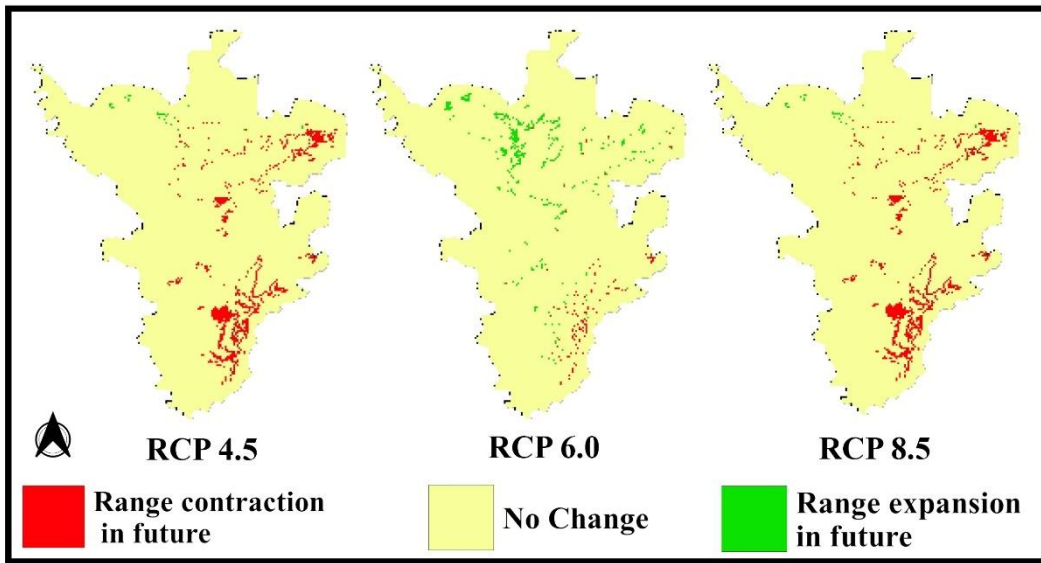 RCP 4.5
RCP 6.0
RCP 8.5
Range contraction
in future
No Change
Range expansion
in future